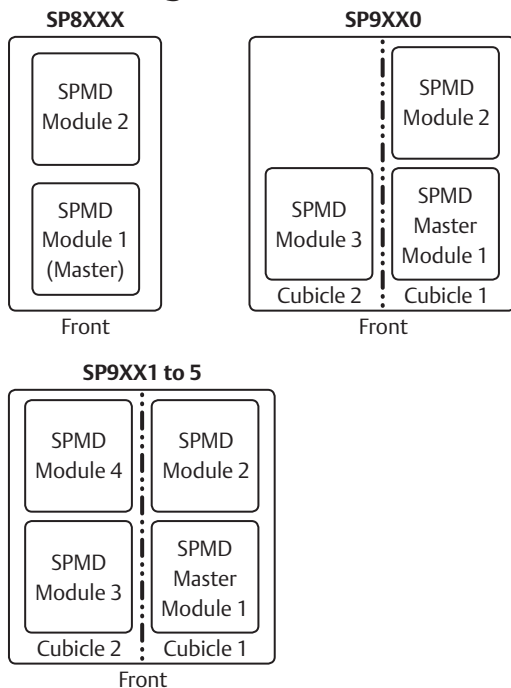 SP8XXX
SPMD
Module 2
SPMD
Module 1
(Master)
Front
SP9XX0
SPMD
Module 2
SPMD
Module 3
SPMD
Master
Module 1
Cubicle 2
Cubicle 1
Front
SP9XX1 to 5
SPMD
Module 4
SPMD
Module 2
SPMD
Module 3
SPMD
Master
Module 1
Cubicle 2
Cubicle 1
Front